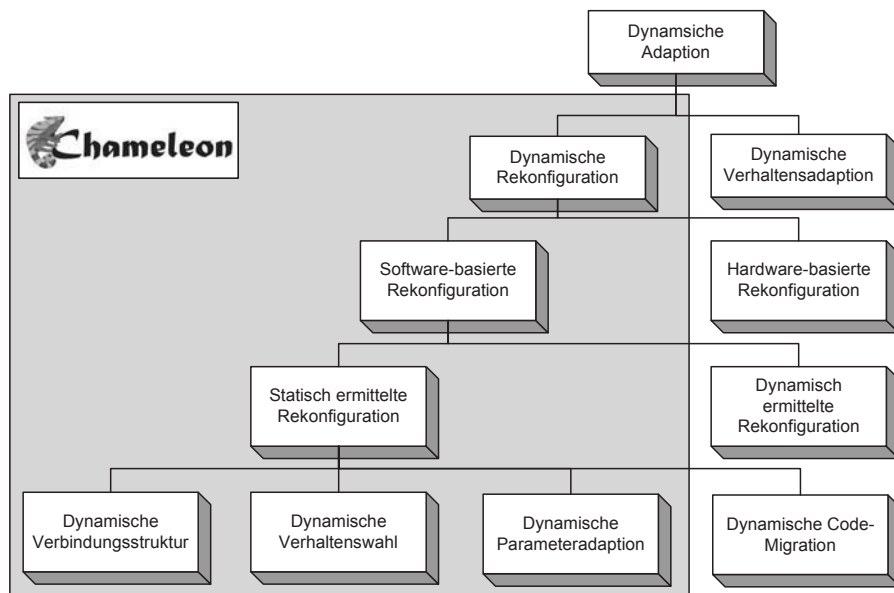 Dynamsiche
Adaption
Chameleon
Dynamische
Rekonfiguration
Dynamische
Verhaltensadaption
Software-basierte
Rekonfiguration
Hardware-basierte
Rekonfiguration
Statisch ermittelte
Rekonfiguration
Dynamisch
ermittelte
Rekonfiguration
Dynamische
Verbindungsstruktur
Dynamische
Verhaltenswahl
Dynamische
Parameteradaption
Dynamische Code-
Migration